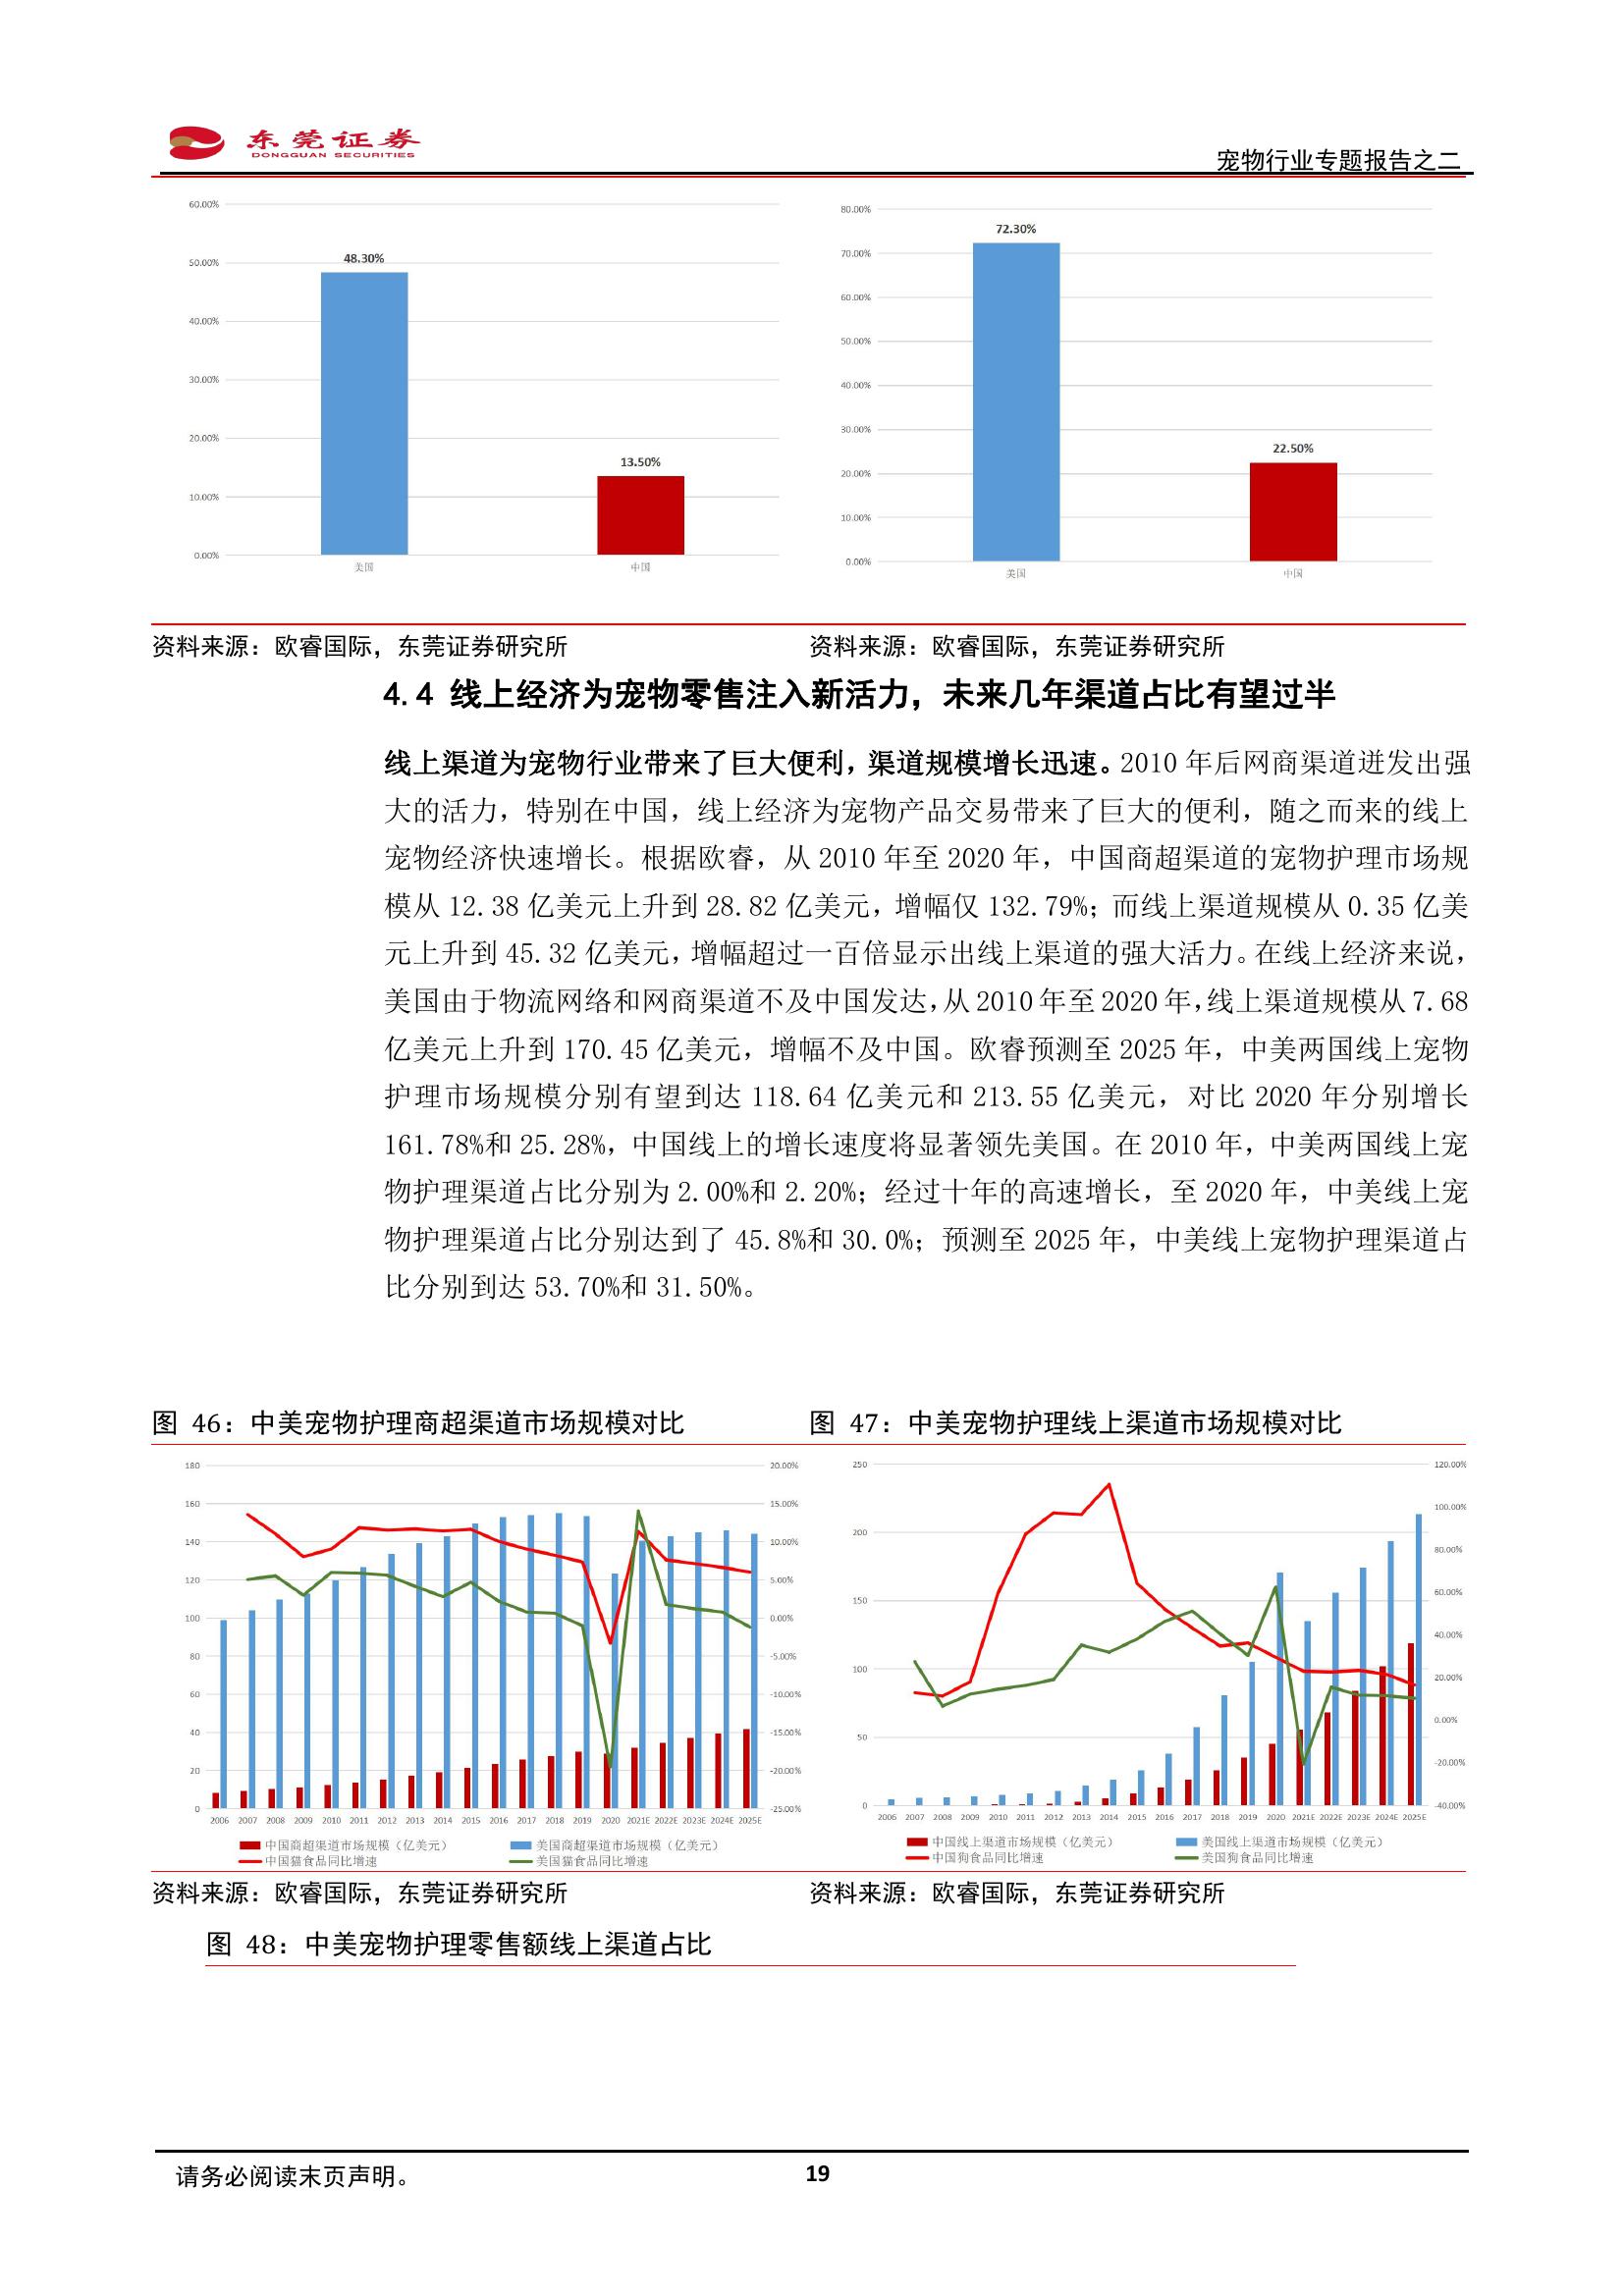 东莞证券
DONGGUAN SECURITIES
宠物行业专题报告之二
60.00%
50.00%
40.00%
30.00%
20.00%
10.00%
0.00%
48.30%
13.50%
美国
中国
80.00%
70.00%
60.00%
50.00%
40.00%
30.00%
20.00%
10.00%
0.00%
72.30%
22.50%
美国
中国
资料来源：欧睿国际，东莞证券研究所
资料来源：欧睿国际，东莞证券研究所
4.4 线上经济为宠物零售注入新活力，未来几年渠道占比有望过半
线上渠道为宠物行业带来了巨大便利，渠道规模增长迅速。2010 年后网商渠道迸发出强
大的活力，特别在中国，线上经济为宠物产品交易带来了巨大的便利，随之而来的线上
宠物经济快速增长。根据欧睿，从 2010 年至 2020 年，中国商超渠道的宠物护理市场规
模从 12.38 亿美元上升到 28.82 亿美元，增幅仅 132.79%；而线上渠道规模从 0.35 亿美
元上升到 45.32 亿美元，增幅超过一百倍显示出线上渠道的强大活力。在线上经济来说，
美国由于物流网络和网商渠道不及中国发达，从 2010 年至 2020 年，线上渠道规模从 7.68
亿美元上升到 170.45 亿美元，增幅不及中国。欧睿预测至 2025 年，中美两国线上宠物
护理市场规模分别有望到达 118.64 亿美元和 213.55 亿美元，对比 2020 年分别增长
161.78%和 25.28%，中国线上的增长速度将显著领先美国。在 2010 年，中美两国线上宠
物护理渠道占比分别为 2.00%和 2.20%；经过十年的高速增长，至 2020 年，中美线上宠
物护理渠道占比分别达到了 45.8%和 30.0%；预测至 2025 年，中美线上宠物护理渠道占
比分别到达 53.70%和 31.50%。
图 46：中美宠物护理商超渠道市场规模对比
图 47：中美宠物护理线上渠道市场规模对比
180
160
140
120
100
80
60
40
20
0
20.00%
15.00%
10.00%
5.00%
0.00%
-5.00%
-10.00%
-15.00%
-20.00%
-25.00%
2006 2007 2008 2009 2010 2011 2012 2013 2014 2015 2016 2017 2018 2019 2020 2021E 2022E 2023E 2024E 2025E
中国商超渠道市场规模（亿美元） 美国商超渠道市场规模（亿美元）
中国猫食品同比增速 美国猫食品同比增速
250
200
150
100
50
0
120.00%
100.00%
80.00%
60.00%
40.00%
20.00%
0.00%
-20.00%
-40.00%
2006 2007 2008 2009 2010 2011 2012 2013 2014 2015 2016 2017 2018 2019 2020 2021E 2022E 2023E 2024E 2025E
中国线上渠道市场规模（亿美元） 美国线上渠道市场规模（亿美元）
中国狗食品同比增速 美国狗食品同比增速
资料来源：欧睿国际，东莞证券研究所
资料来源：欧睿国际，东莞证券研究所
图 48：中美宠物护理零售额线上渠道占比
请务必阅读末页声明。
19